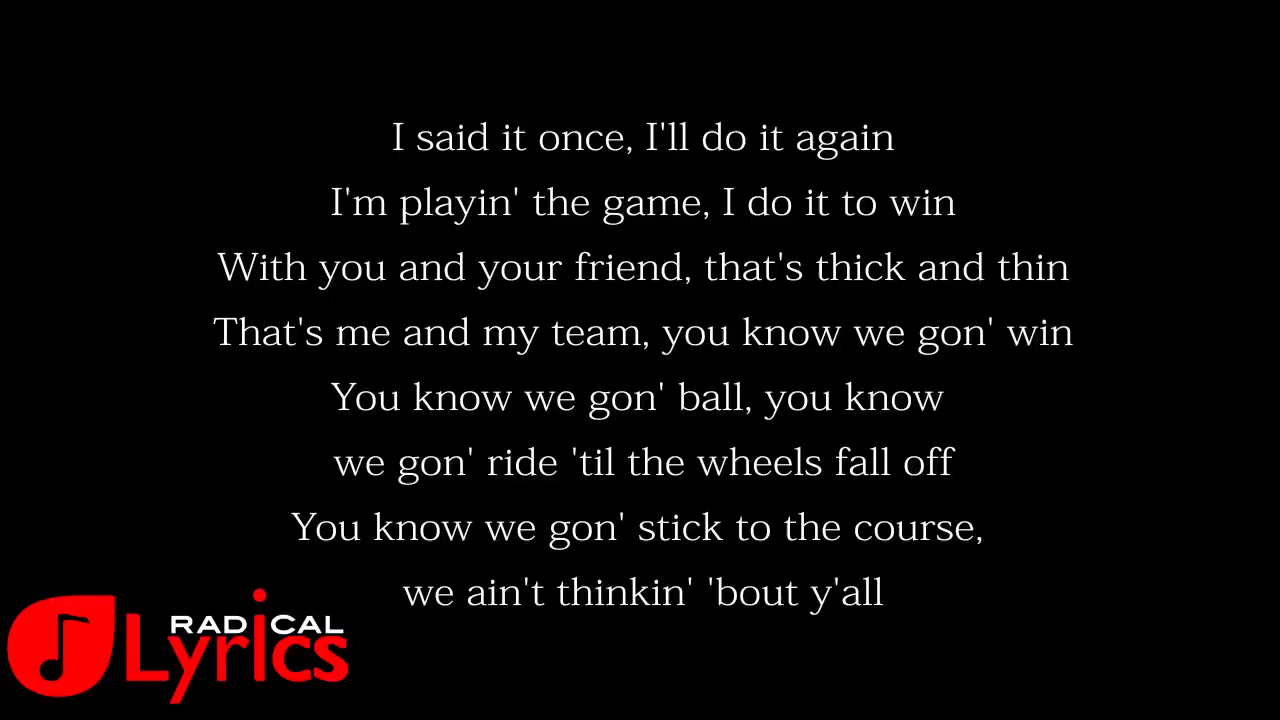 I said it once, I'll do it again
I'm playin' the game, I do it to win
With you and your friend, that's thick and thin
That's me and my team, you know we gon' win
You know we gon' ball, you know
we gon' ride 'til the wheels fall off
You know we gon' stick to the course,
we ain't thinkin' 'bout y'all
RADICAL
Lyrics